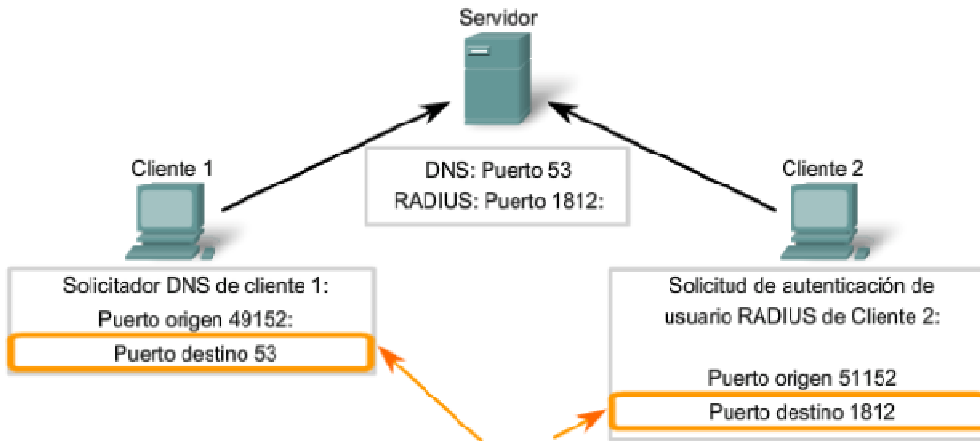 Servidor
Cliente 1
DNS: Puerto 53
RADIUS: Puerto 1812:
Cliente 2
Solicitador DNS de cliente 1:
Puerto origen 49152:
Puerto destino 53
Solicitud de autenticación de
usuario RADIUS de Cliente 2:
Puerto origen 51152
Puerto destino 1812